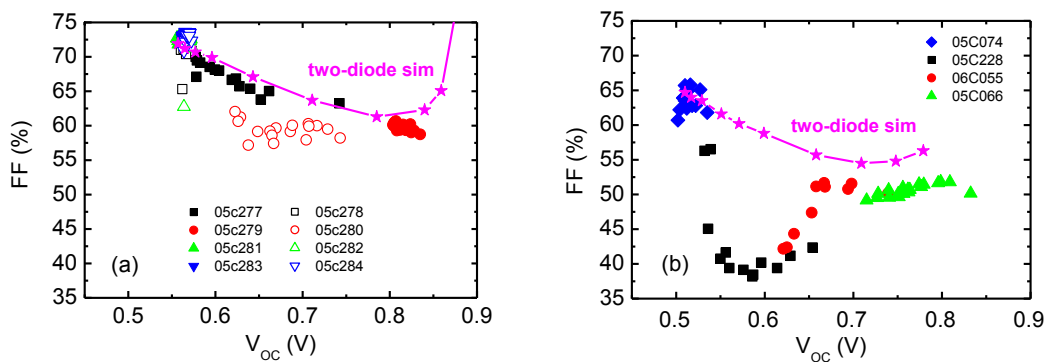 75
70
65
60
55
50
45
40
35
FF (%)
two-diode sim
05c277
05c278
05c279
05c280
05c281
05c282
05c283
05c284
(a)
0.5
0.6
0.7
0.8
0.9
V_OC (V)
75
70
65
60
55
50
45
40
35
FF (%)
05C074
05C228
06C055
05C066
two-diode sim
(b)
0.5
0.6
0.7
0.8
0.9
V_OC (V)